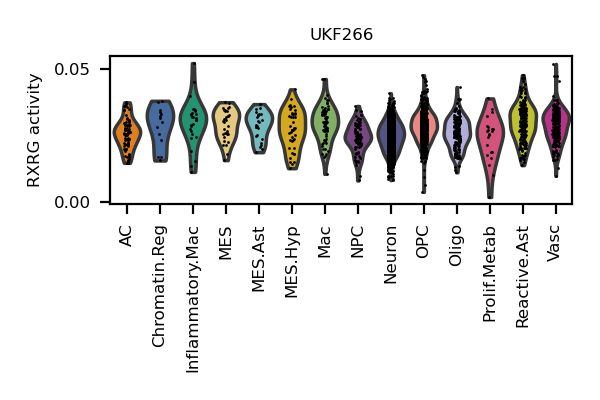 UKF266
RXRG activity
0.05
0.00
AC
Chromatin.Reg
Inflammatory.Mac
MES
MES.Ast
MES.Hyp
Mac
NPC
Neuron
OPC
Oligo
Prolif.Metab
Reactive.Ast
Vasc